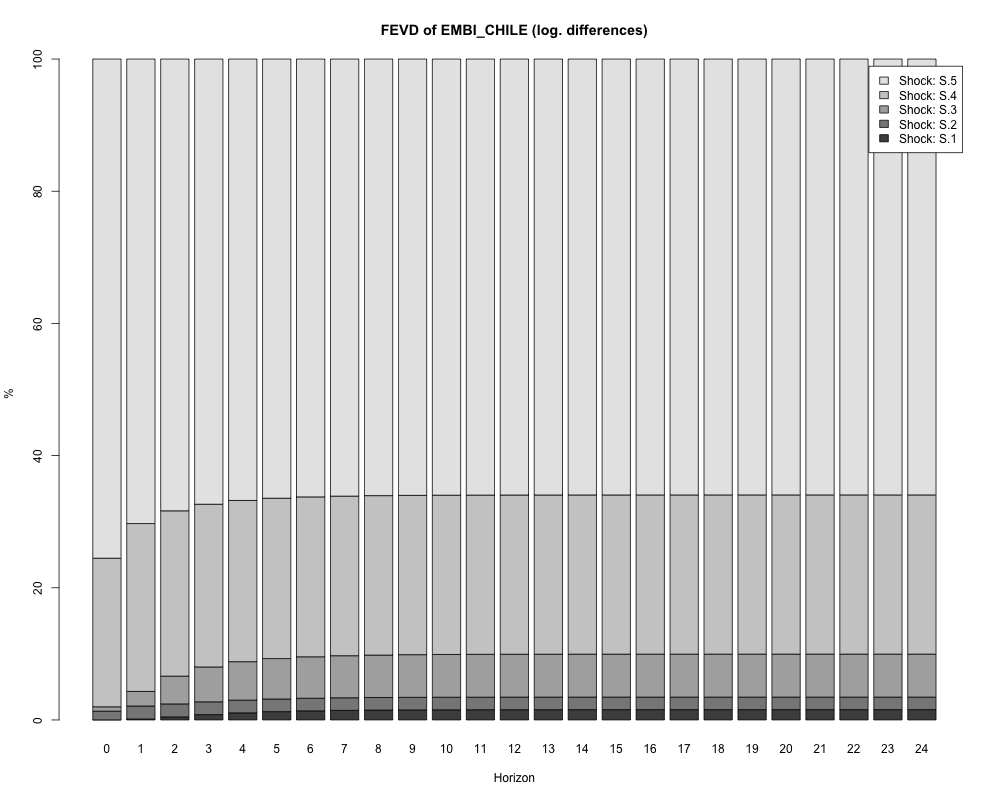 FEVD of EMBI_CHILE (log. differences)
100
80
60
40
20
0
%
Shock: S.5
Shock: S.4
Shock: S.3
Shock: S.2
Shock: S.1
0 1 2 3 4 5 6 7 8 9 10 11 12 13 14 15 16 17 18 19 20 21 22 23 24
Horizon